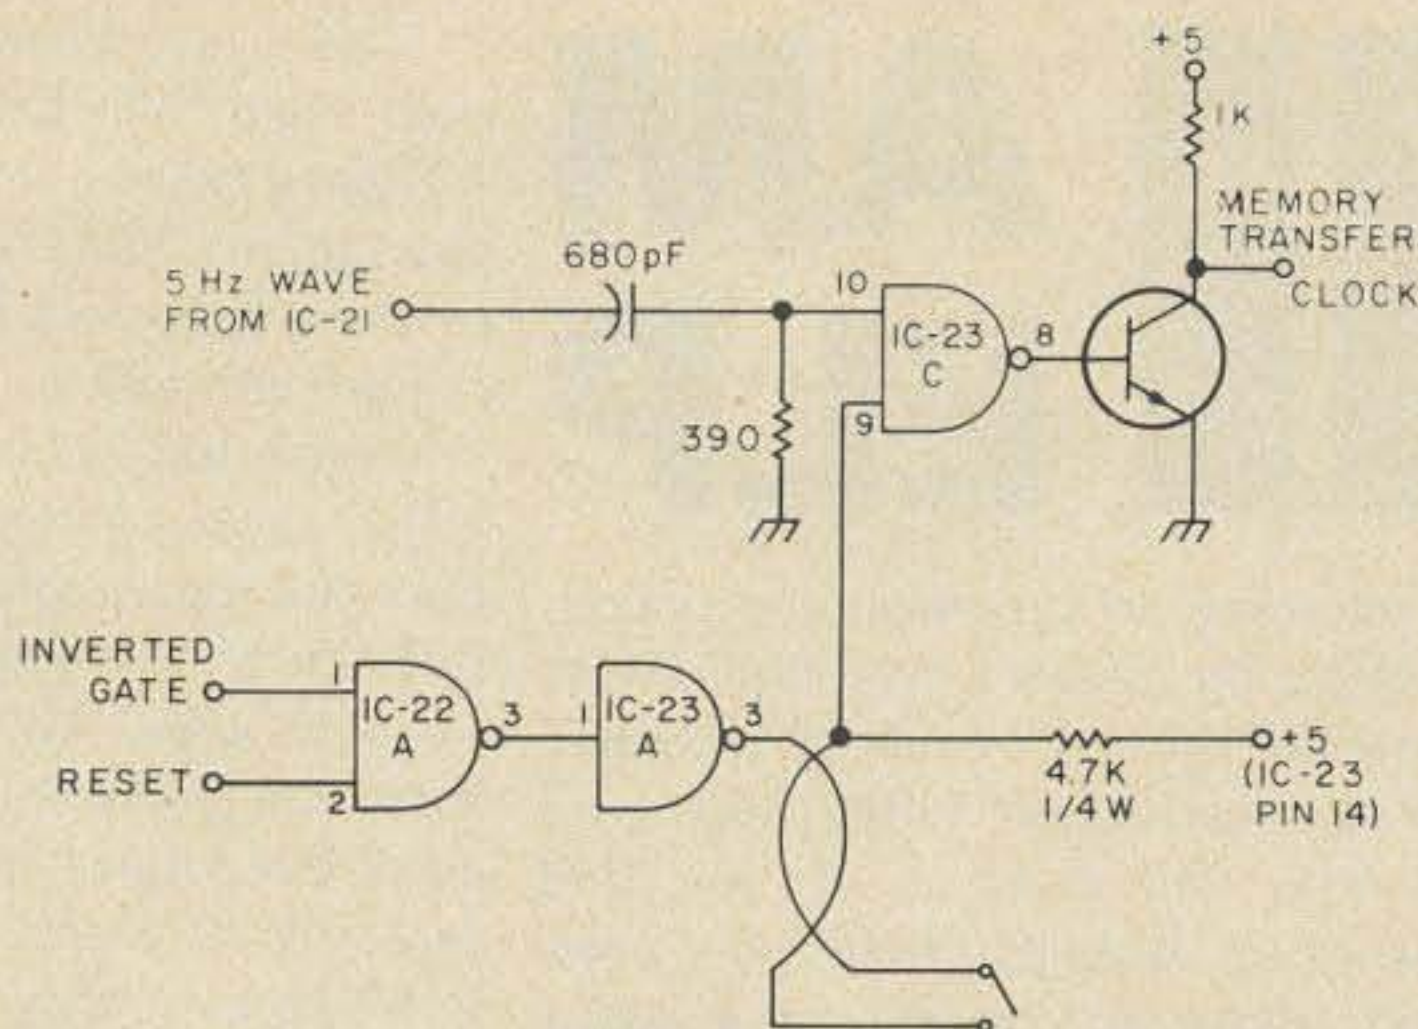 +5
1K
MEMORY
TRANSFER
CLOCK
680pF
5 Hz WAVE
FROM IC-21
10
IC-23
C
8
9
390
INVERTED
GATE
1
IC-22
A
3
1
IC-23
A
3
RESET
2
4.7K
1/4W
+5
(IC-23
PIN 14)